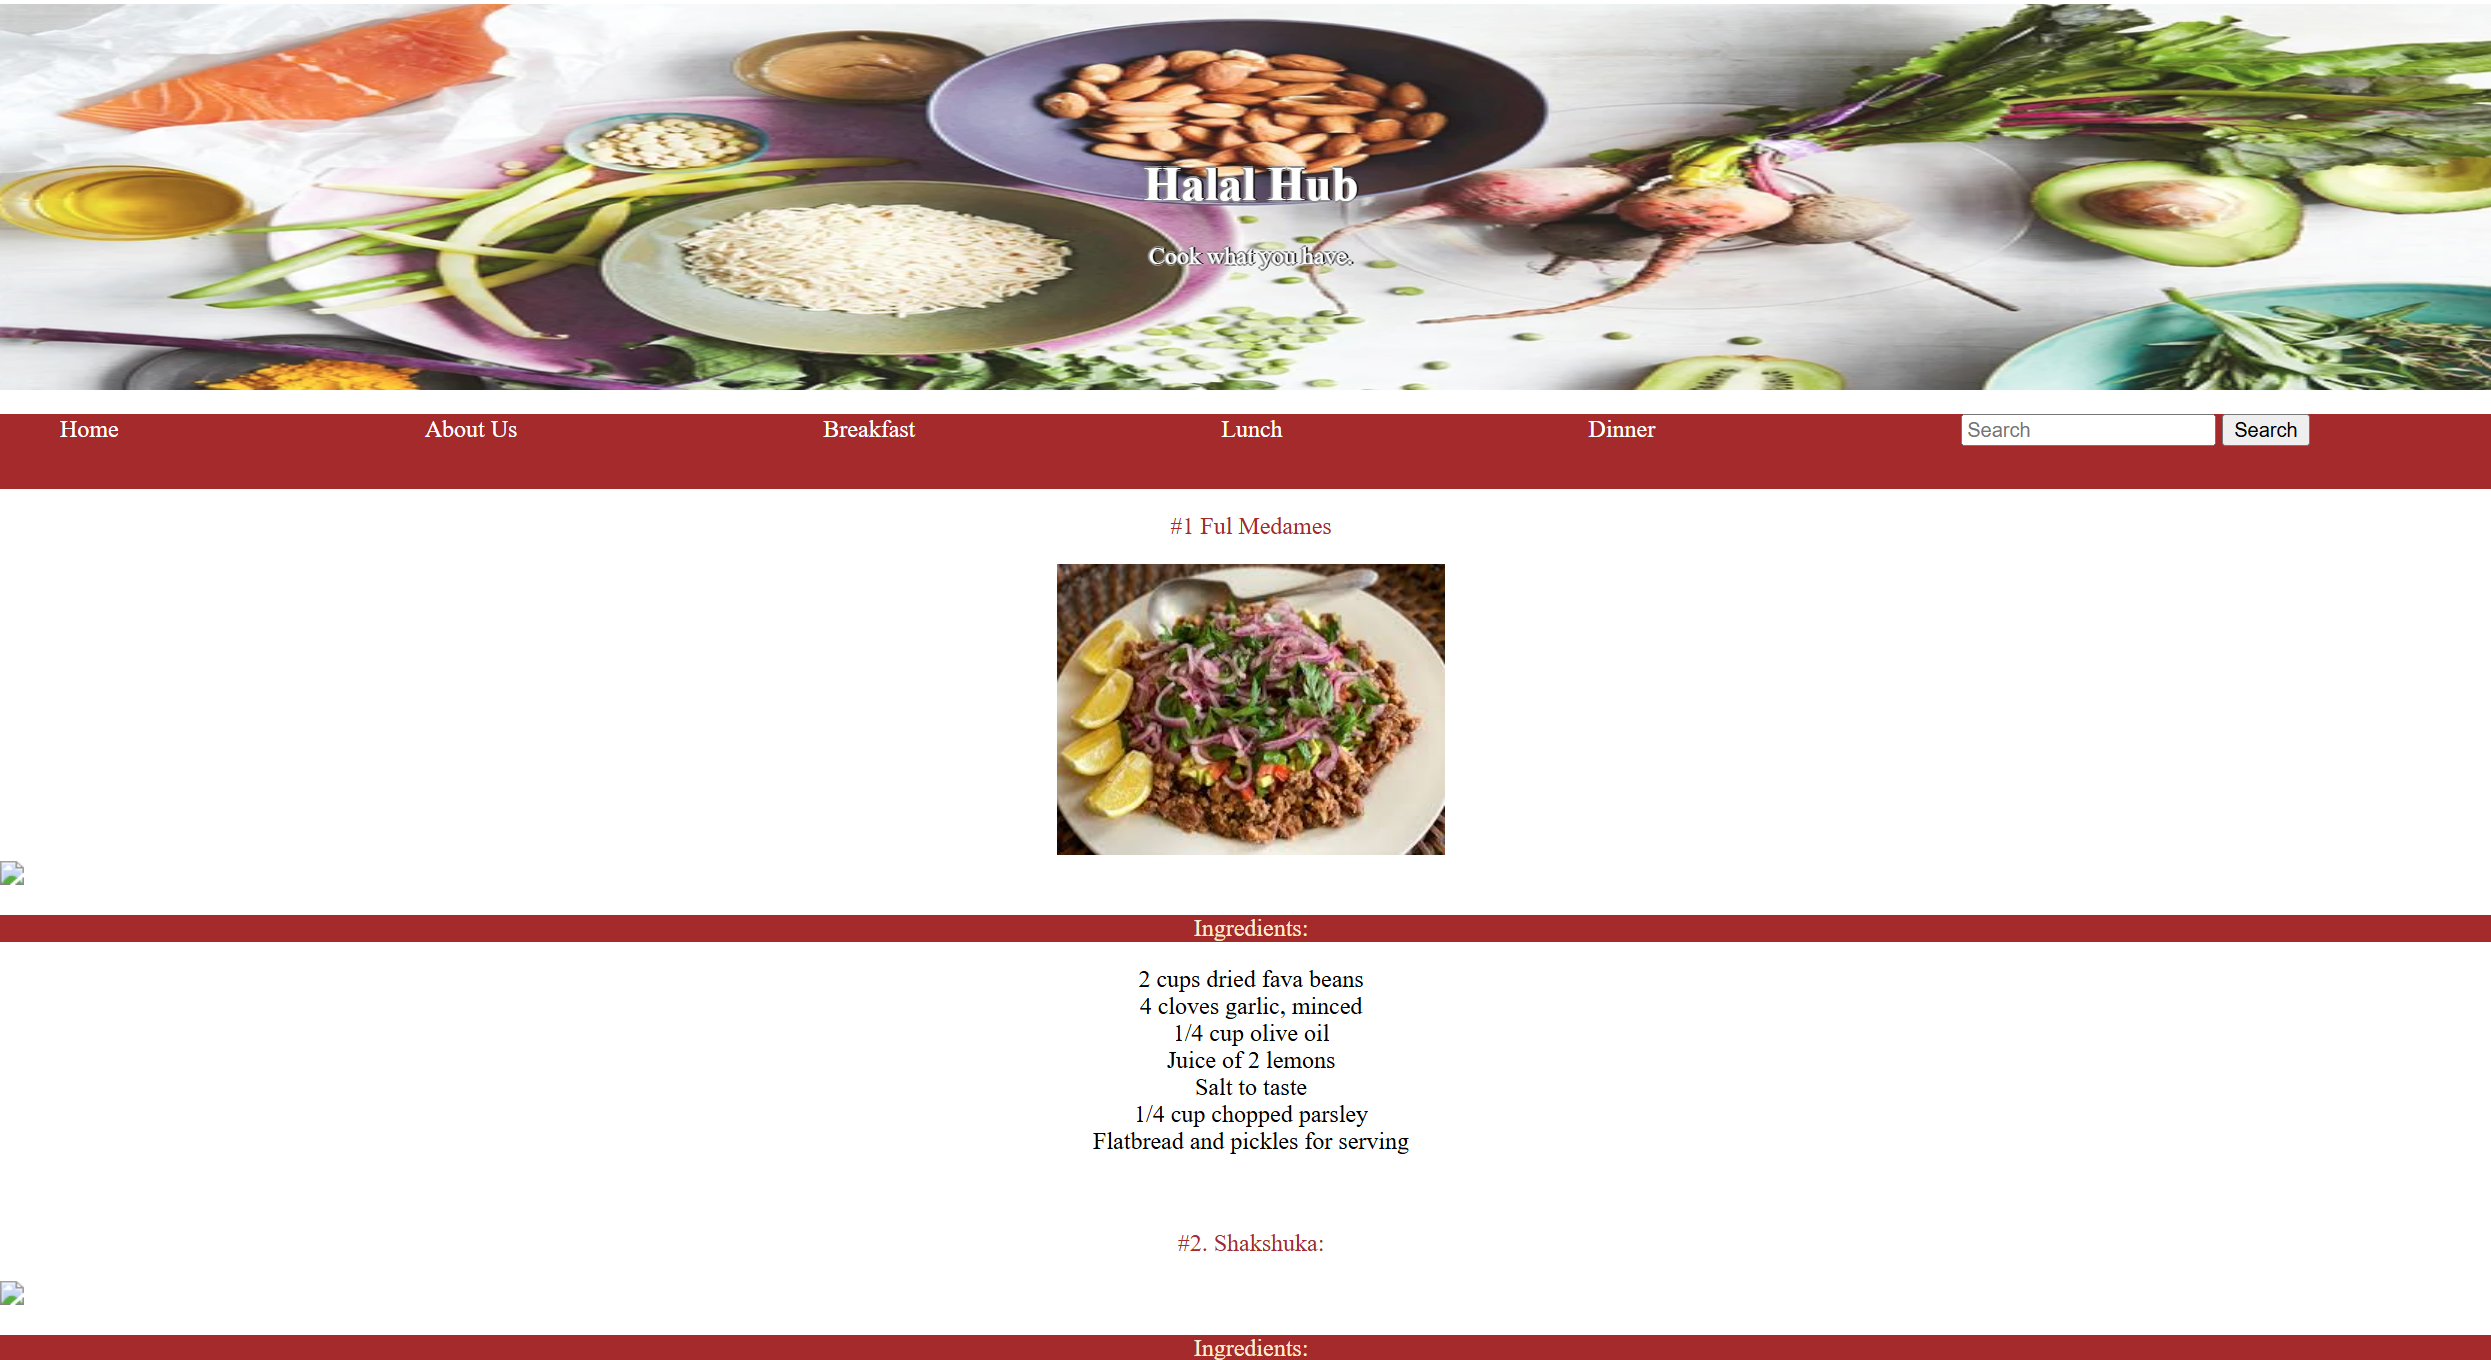 Halal Hub
Cook what you have.
Home About Us Breakfast Lunch Dinner Search Search
#1 Ful Medames
Ingredients:
2 cups dried fava beans
4 cloves garlic, minced
1/4 cup olive oil
Juice of 2 lemons
Salt to taste
1/4 cup chopped parsley
Flatbread and pickles for serving
#2. Shakshuka:
Ingredients: